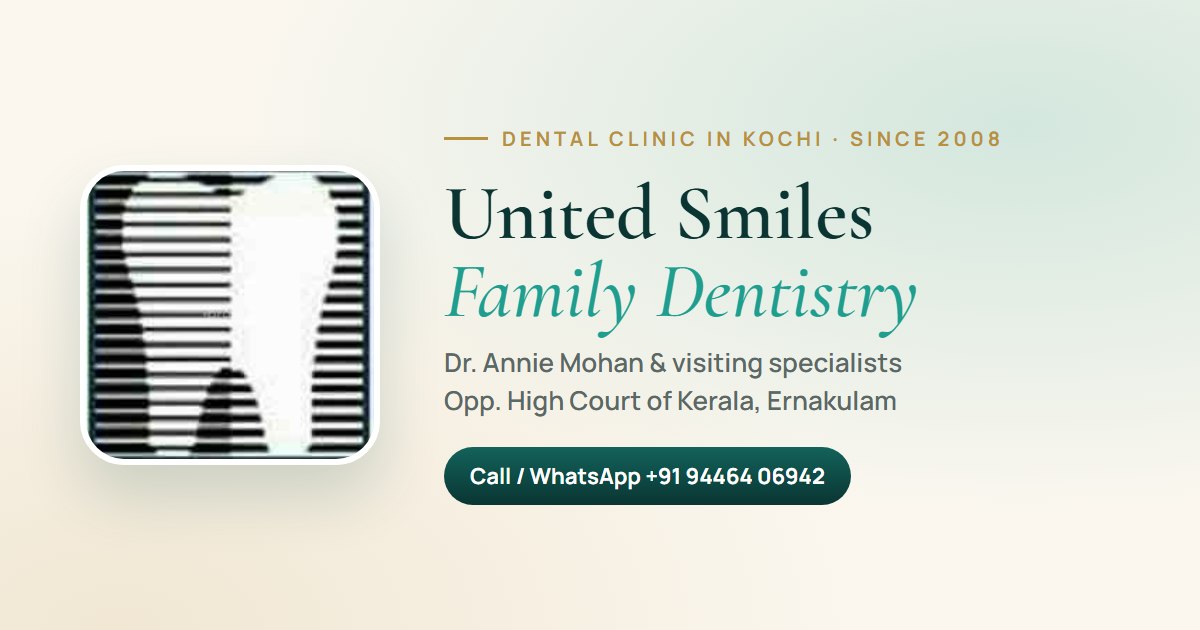 DENTAL CLINIC IN KOCHI · SINCE 2008
United Smiles
Family Dentistry
Dr. Annie Mohan & visiting specialists
Opp. High Court of Kerala, Ernakulam
Call / WhatsApp +91 94464 06942